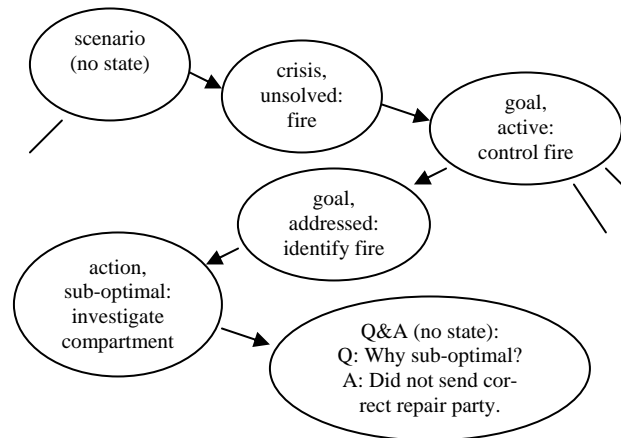 scenario
(no state)
crisis,
unsolved:
fire
goal,
active:
control fire
goal,
addressed:
identify fire
action,
sub-optimal:
investigate
compartment
Q&A (no state):
Q: Why sub-optimal?
A: Did not send cor-
rect repair party.